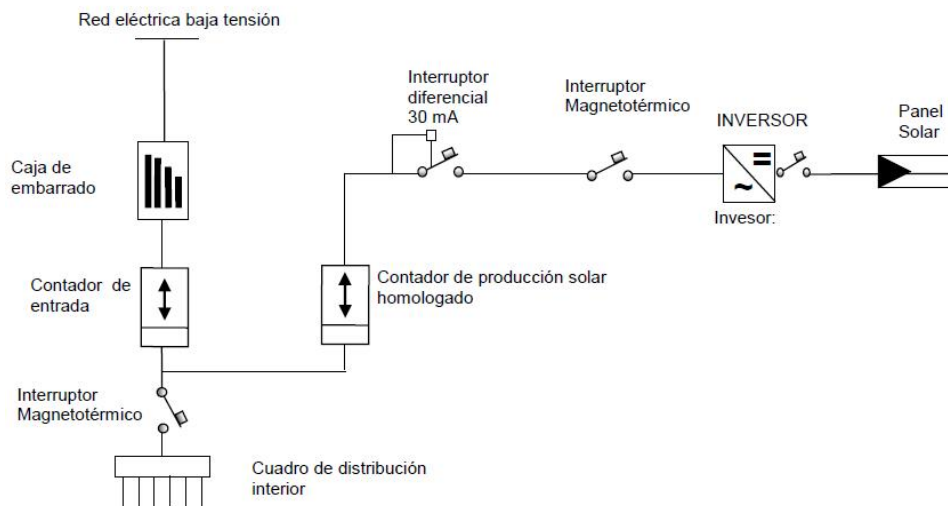 Red eléctrica baja tensión
Interruptor
diferencial
30 mA
Interruptor
Magnetotérmico
INVERSOR
Panel
Solar
Caja de
embarrado
Invesor:
Contador de
entrada
Contador de producción solar
homologado
Interruptor
Magnetotérmico
Cuadro de distribución
interior